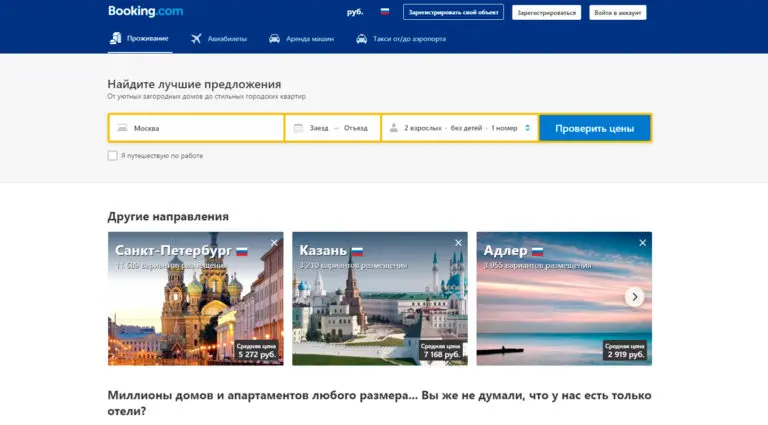 Booking.com
руб.
Зарегистрировать свой объект
Зарегистрироваться
Войти в аккаунт
Проживание
Авиабилеты
Аренда машин
Такси от/до аэропорта
Найдите лучшие предложения
От уютных загородных домов до стильных городских квартир
Москва
Заезд – Отъезд
2 взрослых · без детей · 1 номер
Проверить цены
Я путешествую по работе
Другие направления
Санкт-Петербург
11 689 вариантов размещения
Средняя цена
5 272 руб.
Казань
3 210 вариантов размещения
Средняя цена
7 168 руб.
Адлер
3 955 вариантов размещения
Средняя цена
2 919 руб.
Миллионы домов и апартаментов любого размера... Вы же не думали, что у нас есть только
отели?